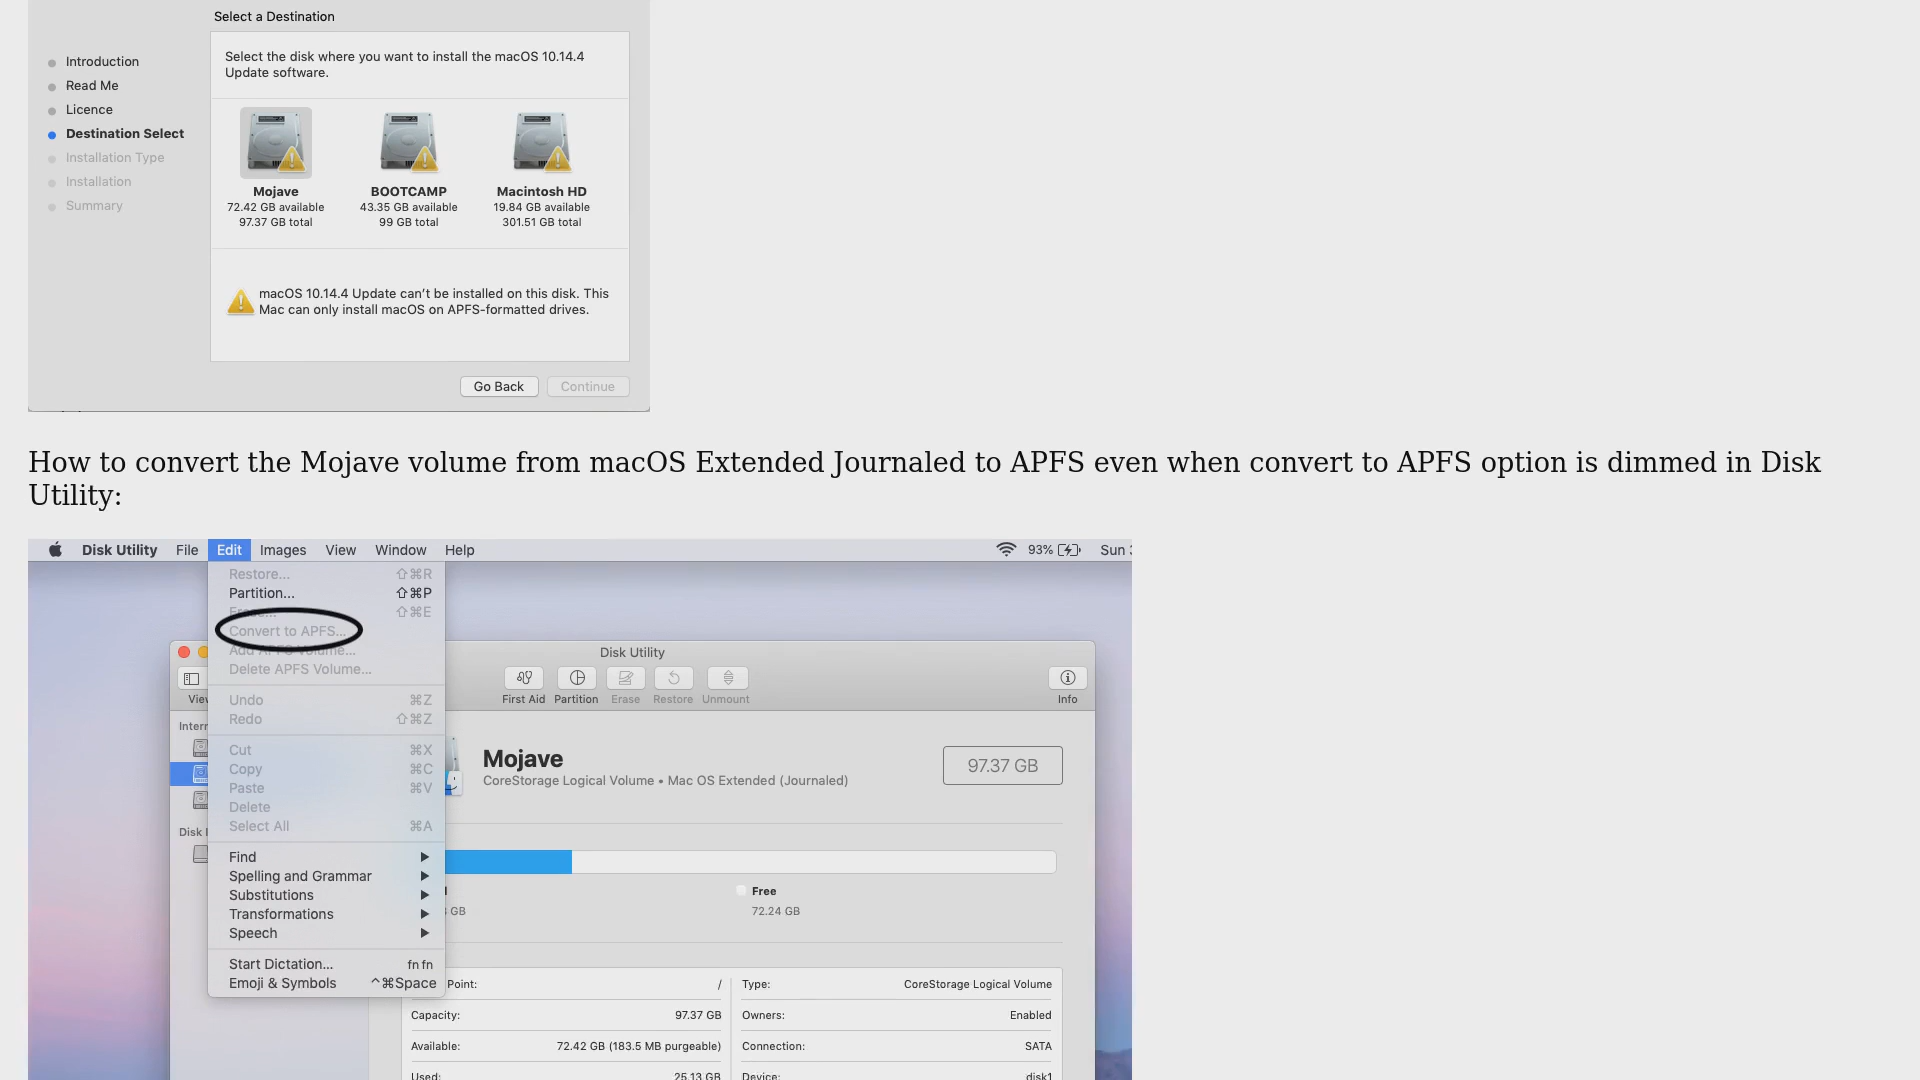 Select a Destination
Introduction
Read Me
Licence
Destination Select
Installation Type
Installation
Summary
Select the disk where you want to install the macOS 10.14.4
Update software.
Mojave
72.42 GB available
97.37 GB total
BOOTCAMP
43.35 GB available
99 GB total
Macintosh HD
19.84 GB available
301.51 GB total
macOS 10.14.4 Update can't be installed on this disk. This
Mac can only install macOS on APFS-formatted drives.
Go Back
Continue
How to convert the Mojave volume from macOS Extended Journaled to APFS even when convert to APFS option is dimmed in Disk
Utility:
Disk Utility File Edit Images View Window Help 93% Sun
Restore... ⇧⌘R
Partition... ⇧⌘P
Erase... ⇧⌘E
Convert to APFS...
Add APFS Volume...
Delete APFS Volume...
Undo ⌘Z
Redo ⇧⌘Z
Cut ⌘X
Copy ⌘C
Paste ⌘V
Delete
Select All ⌘A
Find
Spelling and Grammar
Substitutions
Transformations
Speech
Start Dictation... fn fn
Emoji & Symbols ^⌘Space
Disk Utility
View
First Aid Partition Erase Restore Unmount
Info
Mojave
CoreStorage Logical Volume • Mac OS Extended (Journaled)
97.37 GB
Free
GB
72.24 GB
Point: /
Type: CoreStorage Logical Volume
Capacity: 97.37 GB
Owners: Enabled
Available: 72.42 GB (183.5 MB purgeable)
Connection: SATA
Used: 25.13 GB
Device: disk1